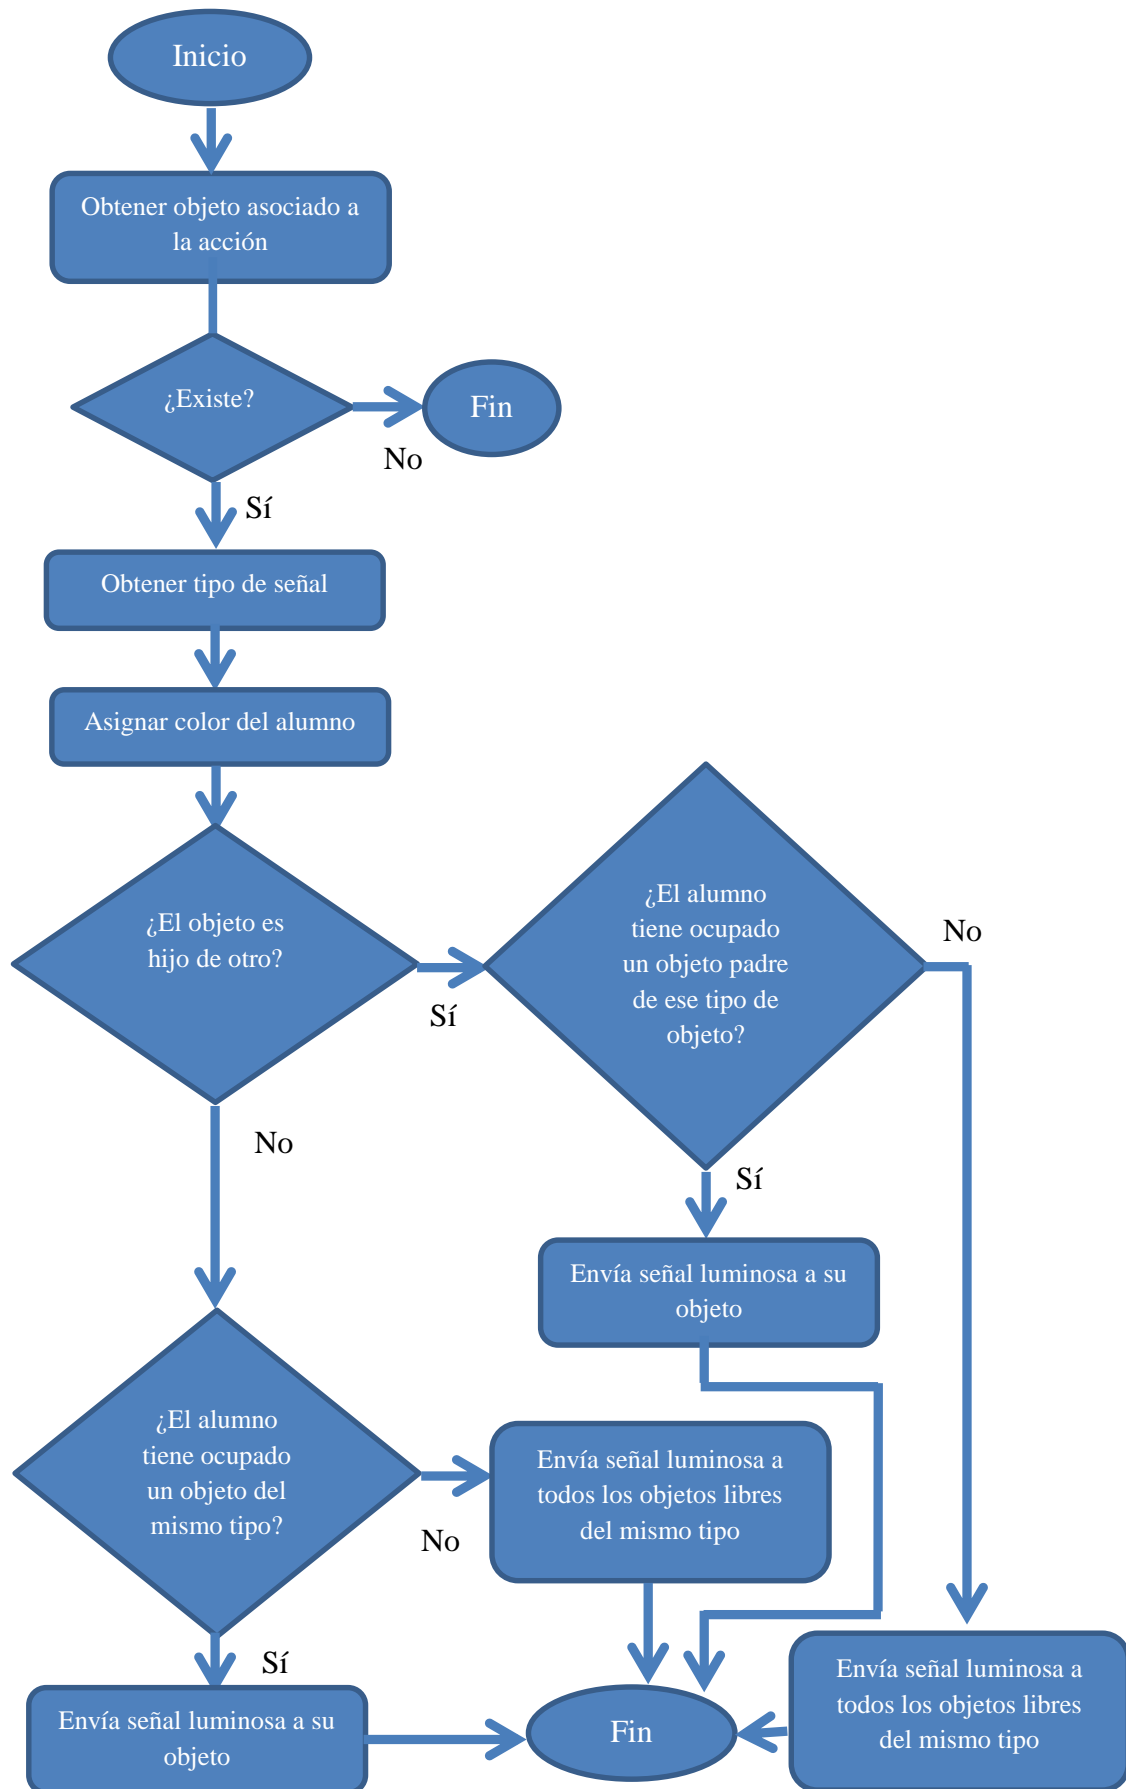 Inicio
Obtener objeto asociado a
la acción
¿Existe?
Fin
No
Sí
Obtener tipo de señal
Asignar color del alumno
¿El objeto es
hijo de otro?
Sí
¿El alumno
tiene ocupado
un objeto padre
de ese tipo de
objeto?
No
No
Sí
Envía señal luminosa a su
objeto
¿El alumno
tiene ocupado
un objeto del
mismo tipo?
No
Envía señal luminosa a
todos los objetos libres
del mismo tipo
Sí
Envía señal luminosa a su
objeto
Fin
Envía señal luminosa a
todos los objetos libres
del mismo tipo